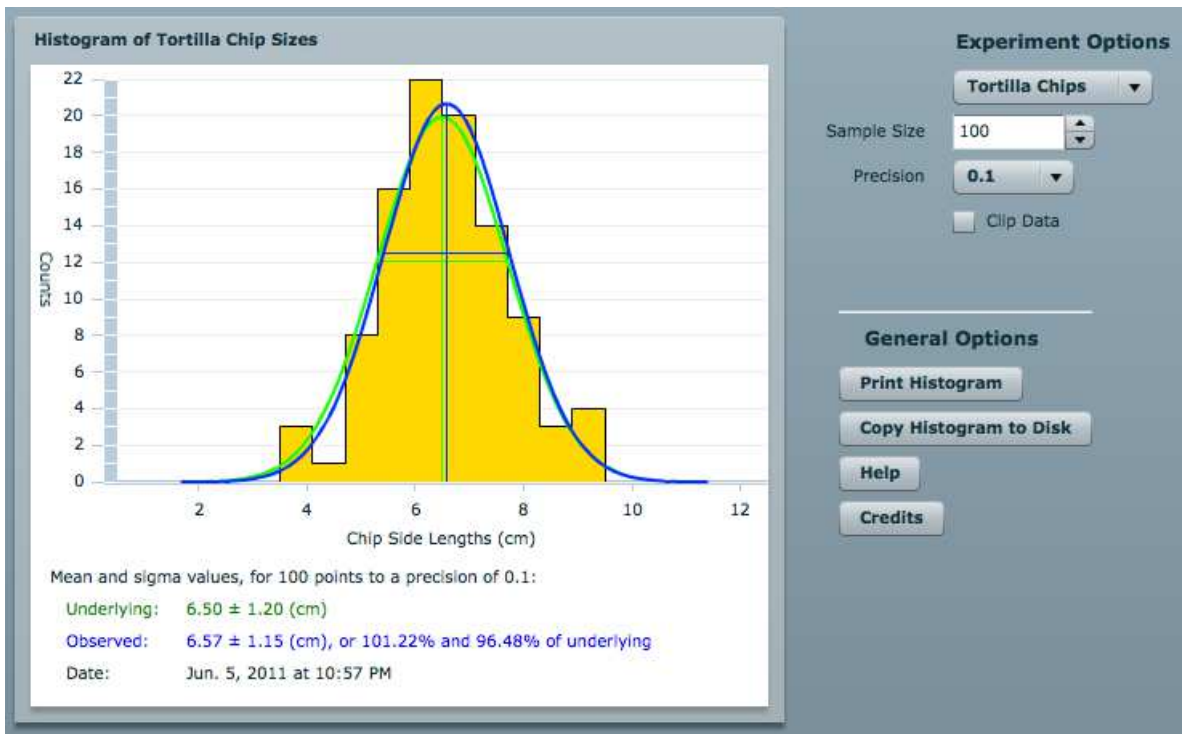 Histogram of Tortilla Chip Sizes
22
20
18
16
14
12
10
8
6
4
2
0
Counts
2 4 6 8 10 12
Chip Side Lengths (cm)
Mean and sigma values, for 100 points to a precision of 0.1:
Underlying: 6.50 ± 1.20 (cm)
Observed: 6.57 ± 1.15 (cm), or 101.22% and 96.48% of underlying
Date: Jun. 5, 2011 at 10:57 PM
Experiment Options
Tortilla Chips
Sample Size 100
Precision 0.1
Clip Data
General Options
Print Histogram
Copy Histogram to Disk
Help
Credits